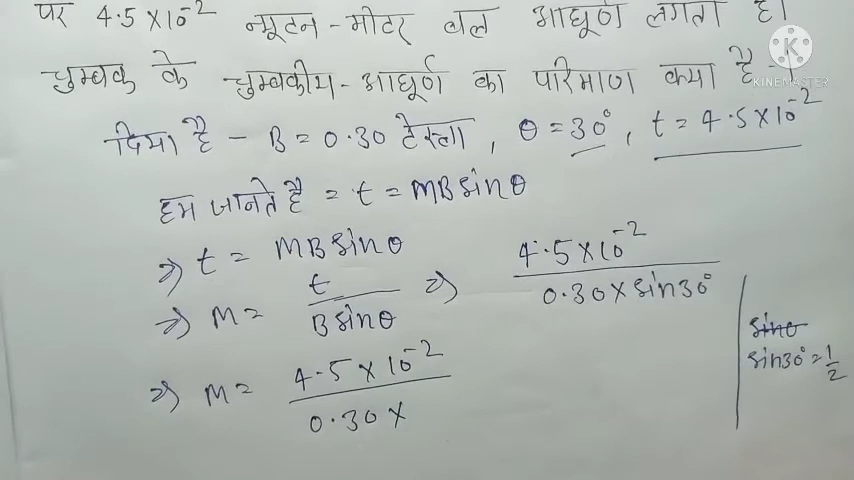 पर 4.5×10⁻² न्यूटन-मीटर बल आघूर्ण लगता है।
चुम्बक के चुम्बकीय-आघूर्ण का परिमाण क्या है-
KINEMASTER
दिया है - B = 0.30 टेस्ला, θ = 30°, t = 4.5×10⁻²
हम जानते है = t = MB sinθ
⇒ t = MB sinθ
⇒ M = t / B sinθ ⇒ 4.5×10⁻² / 0.30 × sin30°
sinθ
sin30° = 1/2
⇒ M = 4.5 × 10⁻² / 0.30 ×